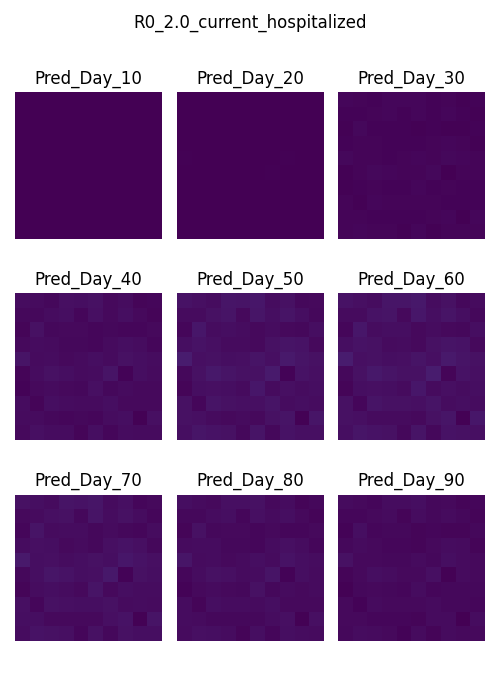 R0_2.0_current_hospitalized
Pred_Day_10 Pred_Day_20 Pred_Day_30
Pred_Day_40 Pred_Day_50 Pred_Day_60
Pred_Day_70 Pred_Day_80 Pred_Day_90